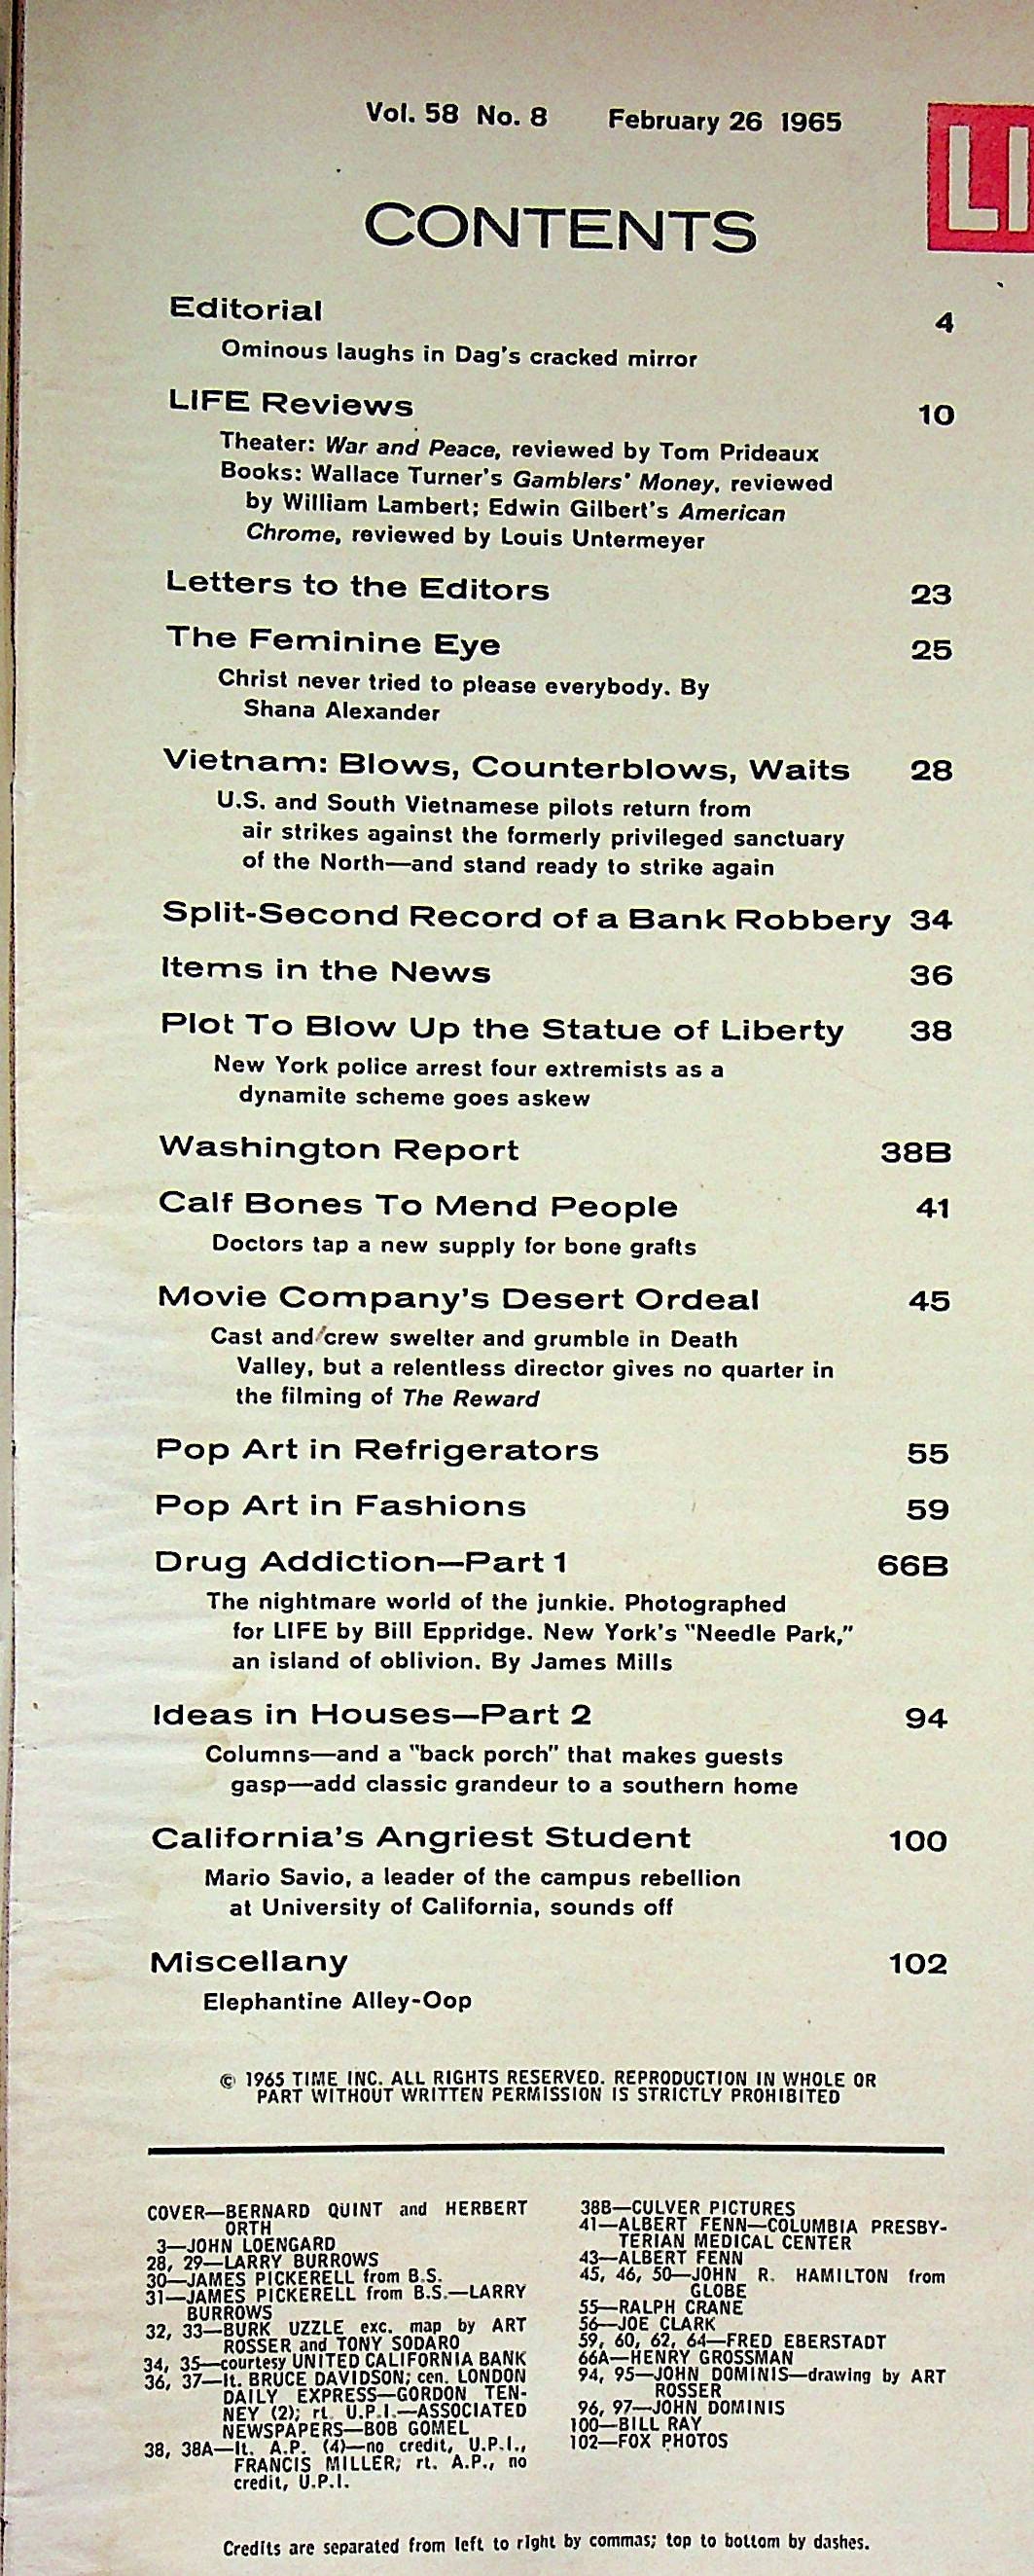 Vol. 58 No. 8 February 26 1965
LI
CONTENTS
Editorial 4
Ominous laughs in Dag's cracked mirror
LIFE Reviews 10
Theater: War and Peace, reviewed by Tom Prideaux
Books: Wallace Turner's Gamblers' Money, reviewed
by William Lambert; Edwin Gilbert's American
Chrome, reviewed by Louis Untermeyer
Letters to the Editors 23
The Feminine Eye 25
Christ never tried to please everybody. By
Shana Alexander
Vietnam: Blows, Counterblows, Waits 28
U.S. and South Vietnamese pilots return from
air strikes against the formerly privileged sanctuary
of the North—and stand ready to strike again
Split-Second Record of a Bank Robbery 34
Items in the News 36
Plot To Blow Up the Statue of Liberty 38
New York police arrest four extremists as a
dynamite scheme goes askew
Washington Report 38B
Calf Bones To Mend People 41
Doctors tap a new supply for bone grafts
Movie Company's Desert Ordeal 45
Cast and crew swelter and grumble in Death
Valley, but a relentless director gives no quarter in
the filming of The Reward
Pop Art in Refrigerators 55
Pop Art in Fashions 59
Drug Addiction—Part 1 66B
The nightmare world of the junkie. Photographed
for LIFE by Bill Eppridge. New York's "Needle Park,"
an island of oblivion. By James Mills
Ideas in Houses—Part 2 94
Columns—and a "back porch" that makes guests
gasp—add classic grandeur to a southern home
California's Angriest Student 100
Mario Savio, a leader of the campus rebellion
at University of California, sounds off
Miscellany 102
Elephantine Alley-Oop
© 1965 TIME INC. ALL RIGHTS RESERVED. REPRODUCTION IN WHOLE OR
PART WITHOUT WRITTEN PERMISSION IS STRICTLY PROHIBITED
COVER—BERNARD QUINT and HERBERT
ORTH
3—JOHN LOENGARD
28, 29—LARRY BURROWS
30—JAMES PICKERELL from B.S.
31—JAMES PICKERELL from B.S.—LARRY
BURROWS
32, 33—BURK UZZLE exc. map by ART
ROSSER and TONY SODARO
34, 35—courtesy UNITED CALIFORNIA BANK
36, 37—lt. BRUCE DAVIDSON; cen. LONDON
DAILY EXPRESS—GORDON TEN-
NEY (2); rt. U.P.I.—ASSOCIATED
NEWSPAPERS—BOB GOMEL
38, 38A—lt. A.P. (4)—no credit, U.P.I.,
FRANCIS MILLER; rt. A.P., no
credit, U.P.I.
38B—CULVER PICTURES
41—ALBERT FENN—COLUMBIA PRESBY-
TERIAN MEDICAL CENTER
43—ALBERT FENN
45, 46, 50—JOHN R. HAMILTON from
GLOBE
55—RALPH CRANE
56—JOE CLARK
59, 60, 62, 64—FRED EBERSTADT
66A—HENRY GROSSMAN
94, 95—JOHN DOMINIS—drawing by ART
ROSSER
96, 97—JOHN DOMINIS
100—BILL RAY
102—FOX PHOTOS
Credits are separated from left to right by commas; top to bottom by dashes.